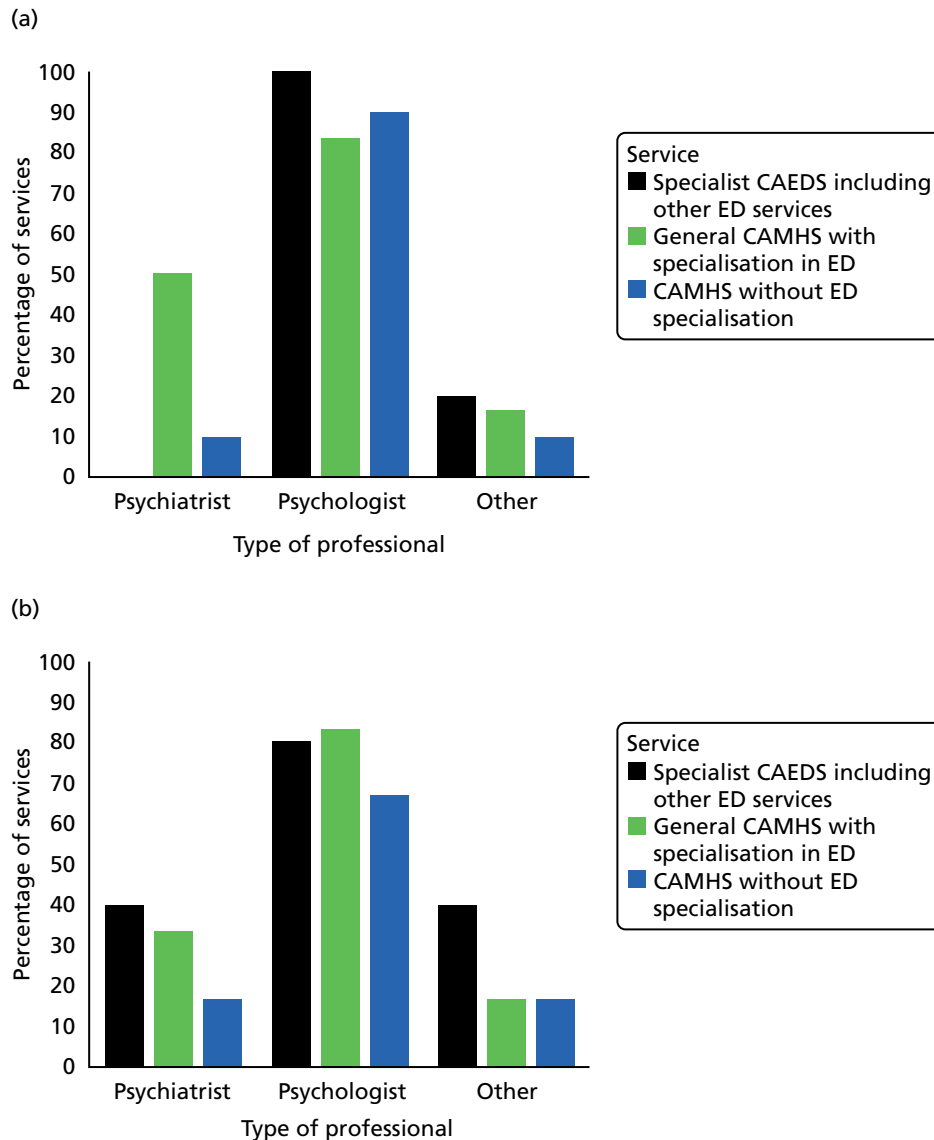 (a)
100
90
80
70
60
50
40
30
20
10
0
Percentage of services
Psychiatrist
Psychologist
Other
Type of professional
Service
Specialist CAEDS including
other ED services
General CAMHS with
specialisation in ED
CAMHS without ED
specialisation
(b)
100
90
80
70
60
50
40
30
20
10
0
Percentage of services
Psychiatrist
Psychologist
Other
Type of professional
Service
Specialist CAEDS including
other ED services
General CAMHS with
specialisation in ED
CAMHS without ED
specialisation